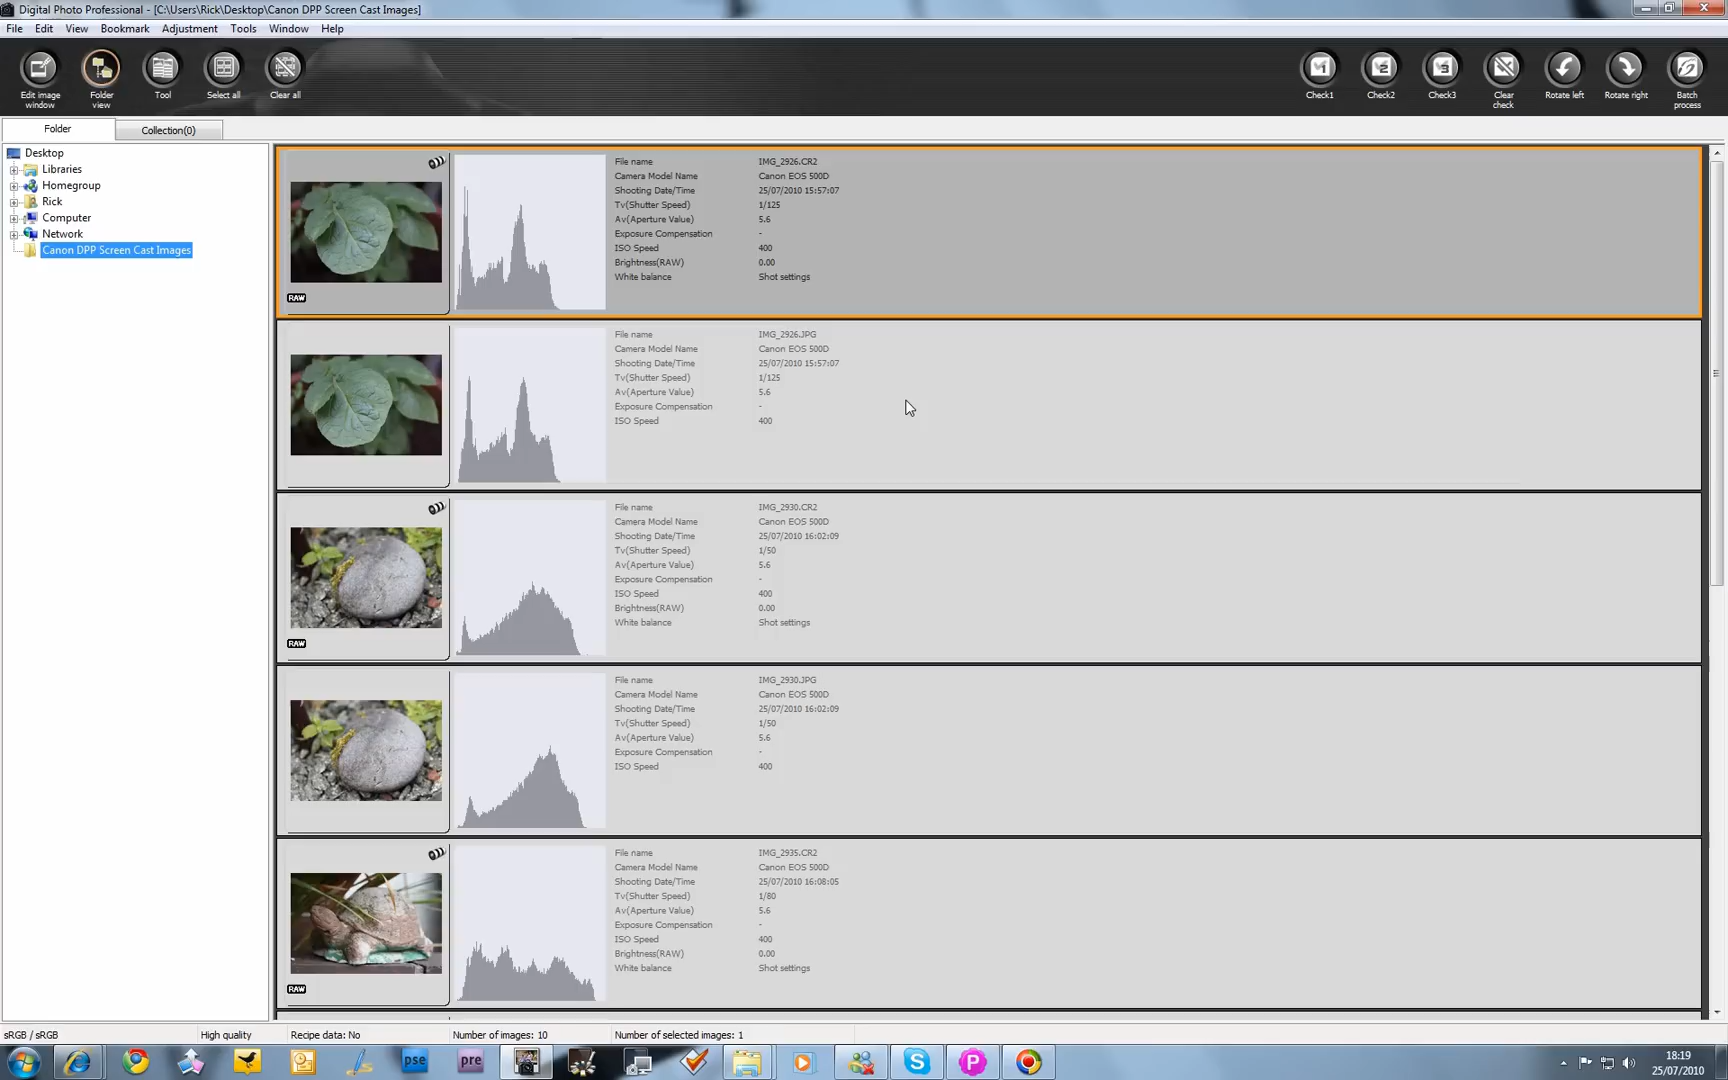 Digital Photo Professional - [C:\Users\Rick\Desktop\Canon DPP Screen Cast Images]
File Edit View Bookmark Adjustment Tools Window Help
Edit image window
Folder view
Tool
Select all
Clear all
Check1
Check2
Check3
Clear check
Rotate left
Rotate right
Batch process
Folder
Collection(0)
Desktop
Libraries
Homegroup
Rick
Computer
Network
Canon DPP Screen Cast Images
RAW
File name IMG_2926.CR2
Camera Model Name Canon EOS 500D
Shooting Date/Time 25/07/2010 15:57:07
Tv(Shutter Speed) 1/125
Av(Aperture Value) 5.6
Exposure Compensation -
ISO Speed 400
Brightness(RAW) 0.00
White balance Shot settings
File name IMG_2926.JPG
Camera Model Name Canon EOS 500D
Shooting Date/Time 25/07/2010 15:57:07
Tv(Shutter Speed) 1/125
Av(Aperture Value) 5.6
Exposure Compensation -
ISO Speed 400
RAW
File name IMG_2930.CR2
Camera Model Name Canon EOS 500D
Shooting Date/Time 25/07/2010 16:02:09
Tv(Shutter Speed) 1/50
Av(Aperture Value) 5.6
Exposure Compensation -
ISO Speed 400
Brightness(RAW) 0.00
White balance Shot settings
File name IMG_2930.JPG
Camera Model Name Canon EOS 500D
Shooting Date/Time 25/07/2010 16:02:09
Tv(Shutter Speed) 1/50
Av(Aperture Value) 5.6
Exposure Compensation -
ISO Speed 400
RAW
File name IMG_2935.CR2
Camera Model Name Canon EOS 500D
Shooting Date/Time 25/07/2010 16:08:05
Tv(Shutter Speed) 1/80
Av(Aperture Value) 5.6
Exposure Compensation -
ISO Speed 400
Brightness(RAW) 0.00
White balance Shot settings
sRGB / sRGB High quality Recipe data: No Number of images: 10 Number of selected images: 1
pse pre
18:19
25/07/2010